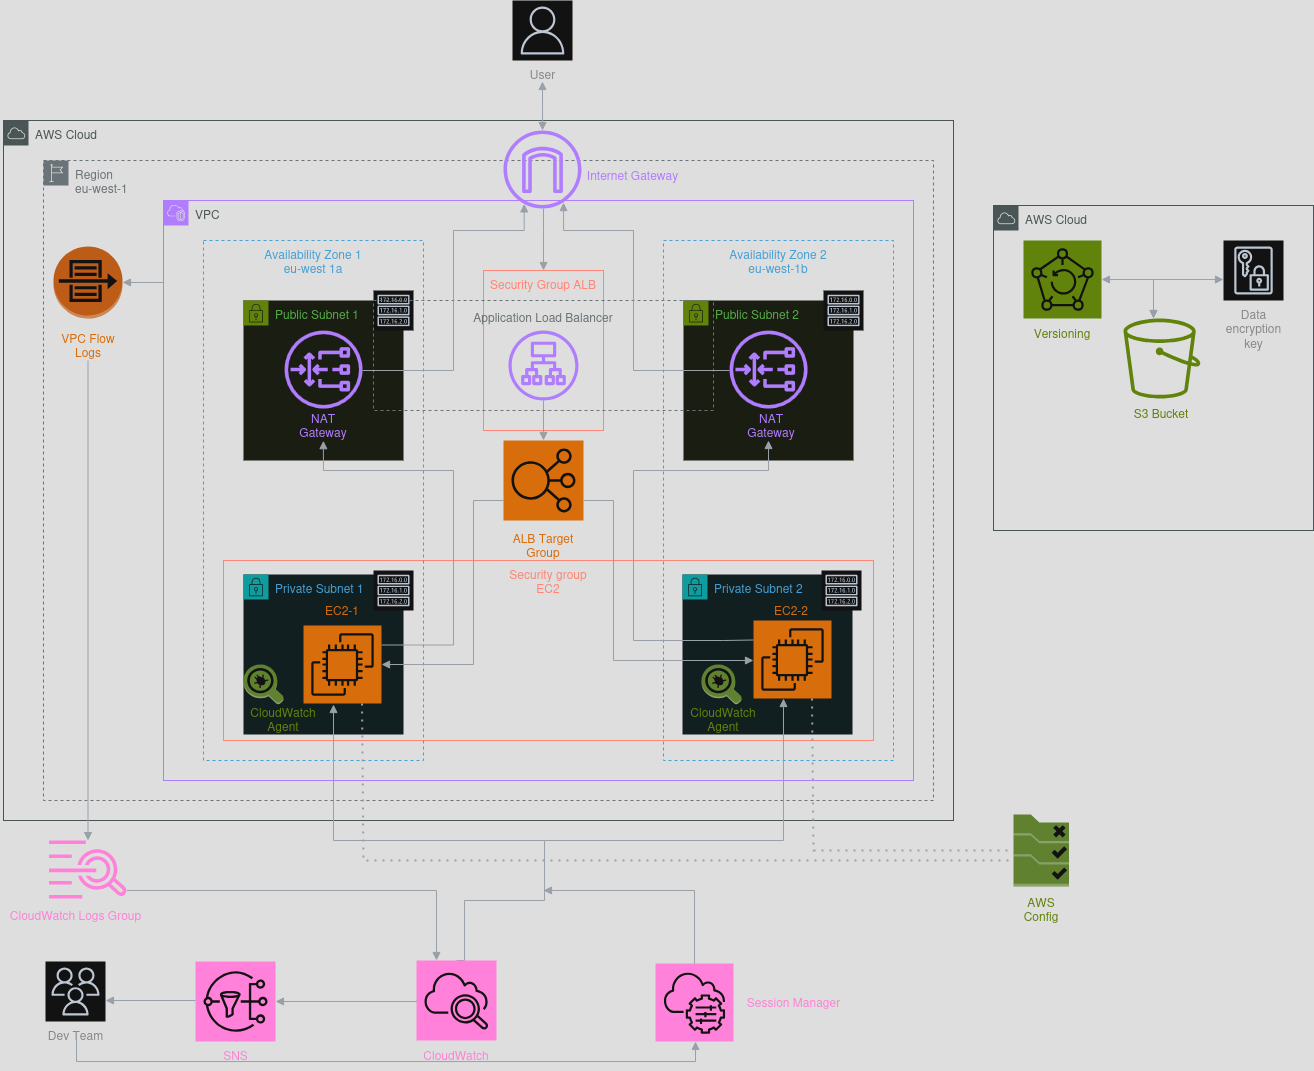 User
AWS Cloud
Region
eu-west-1
Internet Gateway
VPC
Availability Zone 1
eu-west 1a
Availability Zone 2
eu-west-1b
Security Group ALB
Application Load Balancer
Public Subnet 1
172.16.0.0
172.16.1.0
172.16.2.0
Public Subnet 2
172.16.0.0
172.16.1.0
172.16.2.0
VPC Flow
Logs
NAT
Gateway
NAT
Gateway
ALB Target
Group
Security group
EC2
Private Subnet 1
172.16.0.0
172.16.1.0
172.16.2.0
EC2-1
CloudWatch
Agent
Private Subnet 2
172.16.0.0
172.16.1.0
172.16.2.0
EC2-2
CloudWatch
Agent
AWS Cloud
Versioning
Data
encryption
key
S3 Bucket
AWS
Config
CloudWatch Logs Group
Dev Team
SNS
CloudWatch
Session Manager